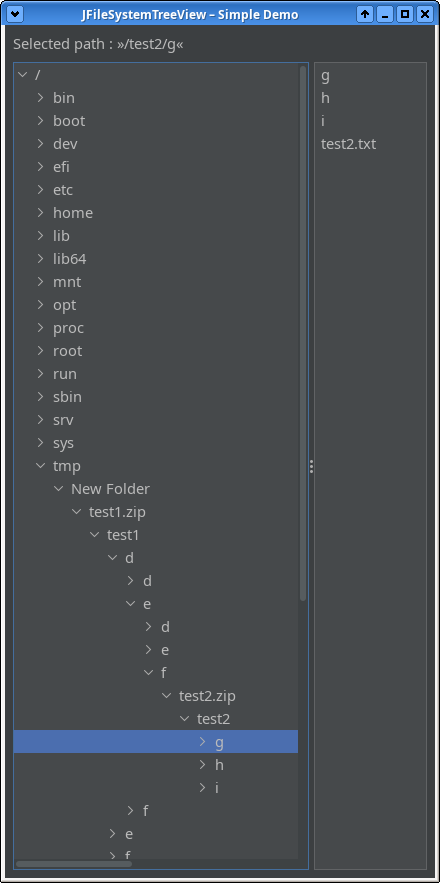 JFileSystemTreeView – Simple Demo
Selected path : »/test2/g«
/
bin
boot
dev
efi
etc
home
lib
lib64
mnt
opt
proc
root
run
sbin
srv
sys
tmp
New Folder
test1.zip
test1
d
d
e
d
e
f
test2.zip
test2
g
h
i
f
e
f
g
h
i
test2.txt